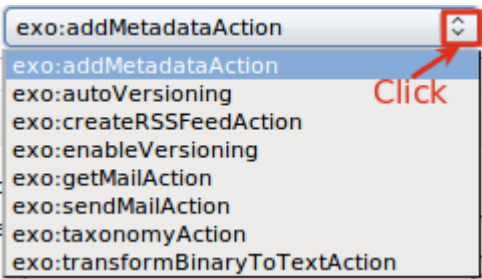 exo:addMetadataAction
exo:addMetadataAction
exo:autoVersioning
Click
exo:createRSSFeedAction
exo:enableVersioning
exo:getMailAction
exo:sendMailAction
exo:taxonomyAction
exo:transformBinaryToTextAction